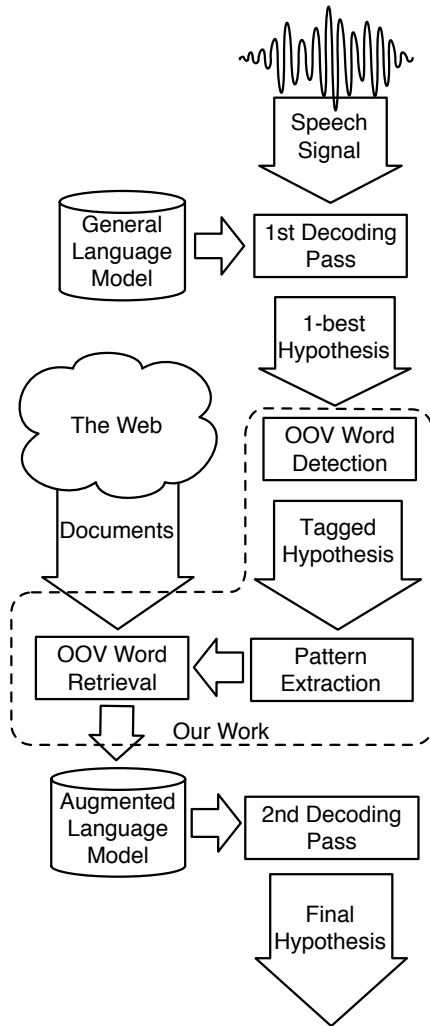 Speech
Signal
General
Language
Model
1st Decoding
Pass
1-best
Hypothesis
The Web
OOV Word
Detection
Documents
Tagged
Hypothesis
OOV Word
Retrieval
Pattern
Extraction
Our Work
Augmented
Language
Model
2nd Decoding
Pass
Final
Hypothesis